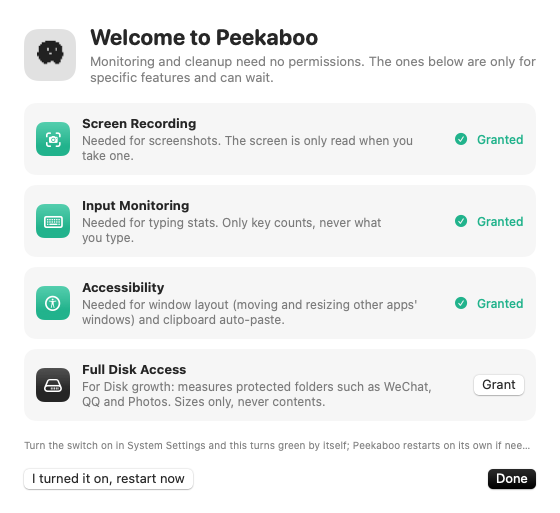 Welcome to Peekaboo
Monitoring and cleanup need no permissions. The ones below are only for
specific features and can wait.
Screen Recording
Needed for screenshots. The screen is only read when you
take one.
Granted
Input Monitoring
Needed for typing stats. Only key counts, never what
you type.
Granted
Accessibility
Needed for window layout (moving and resizing other apps'
windows) and clipboard auto-paste.
Granted
Full Disk Access
For Disk growth: measures protected folders such as WeChat,
QQ and Photos. Sizes only, never contents.
Grant
Turn the switch on in System Settings and this turns green by itself; Peekaboo restarts on its own if nee...
I turned it on, restart now
Done